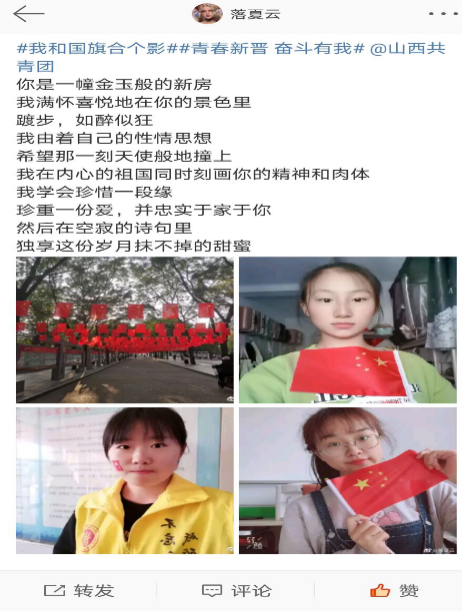 落夏云
#我和国旗合个影##青春新晋 奋斗有我# @山西共
青团
你是一幢金玉般的新房
我满怀喜悦地在你的景色里
踱步，如醉似狂
我由着自己的性情思想
希望那一刻天使般地撞上
我在内心的祖国同时刻画你的精神和肉体
我学会珍惜一段缘
珍重一份爱，并忠实于家于你
然后在空寂的诗句里
独享这份岁月抹不掉的甜蜜
转发
评论
赞